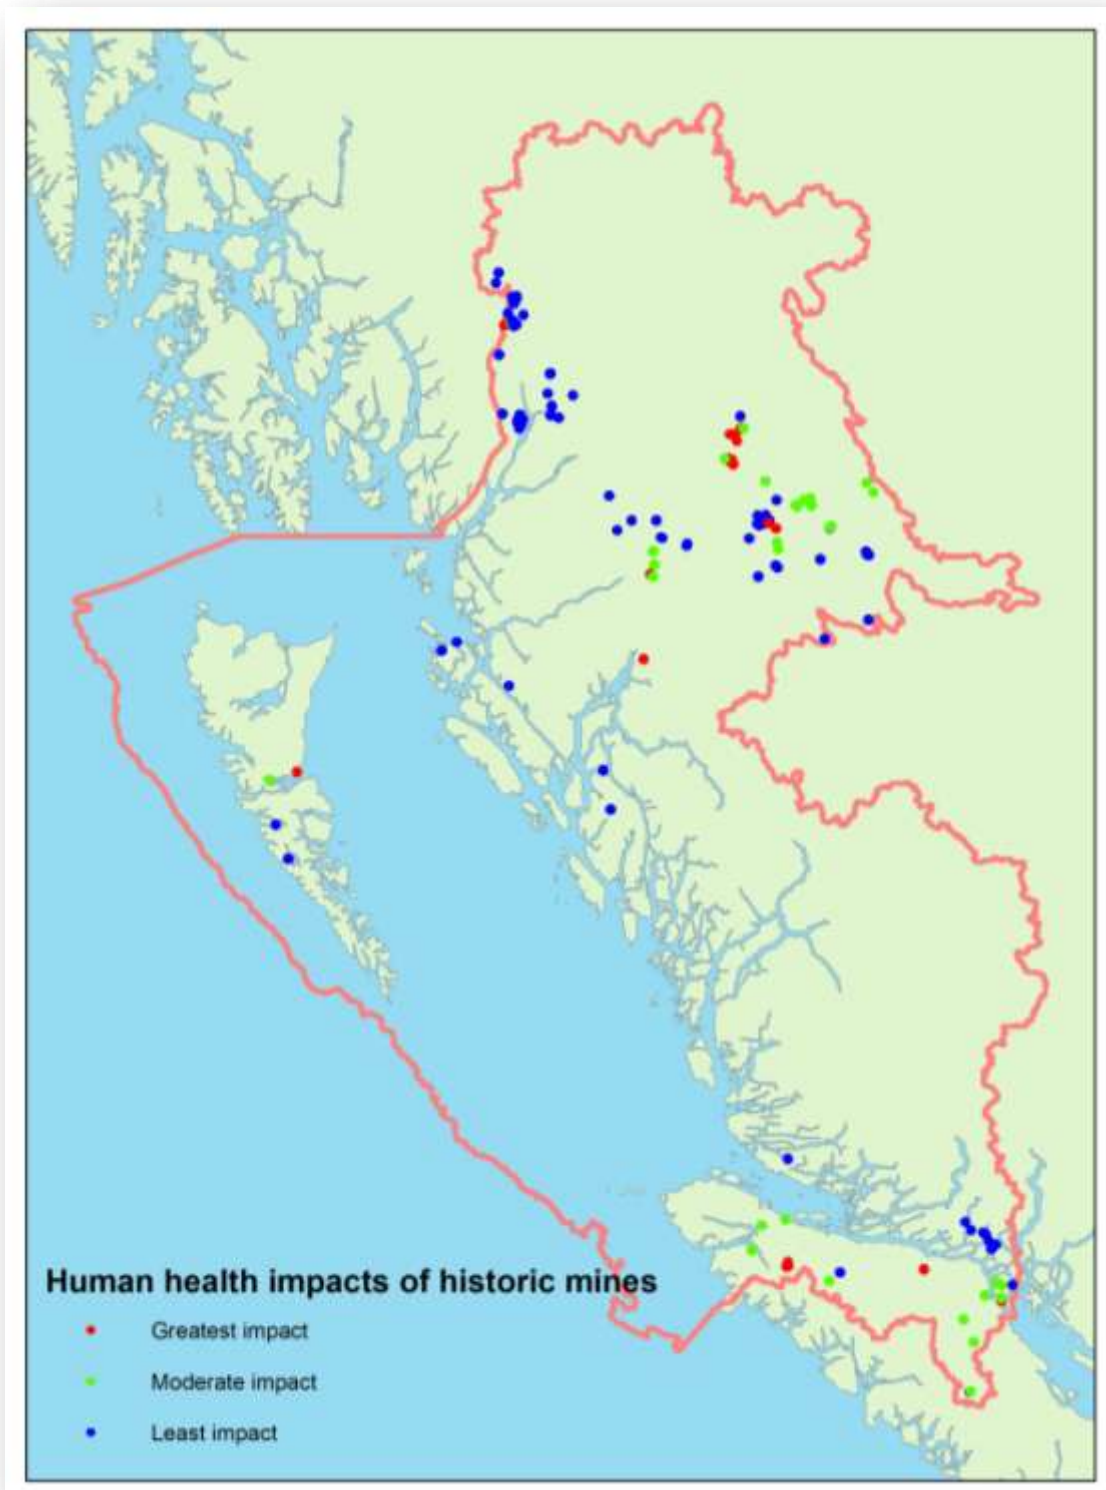 Human health impacts of historic mines
Greatest impact
Moderate impact
Least impact